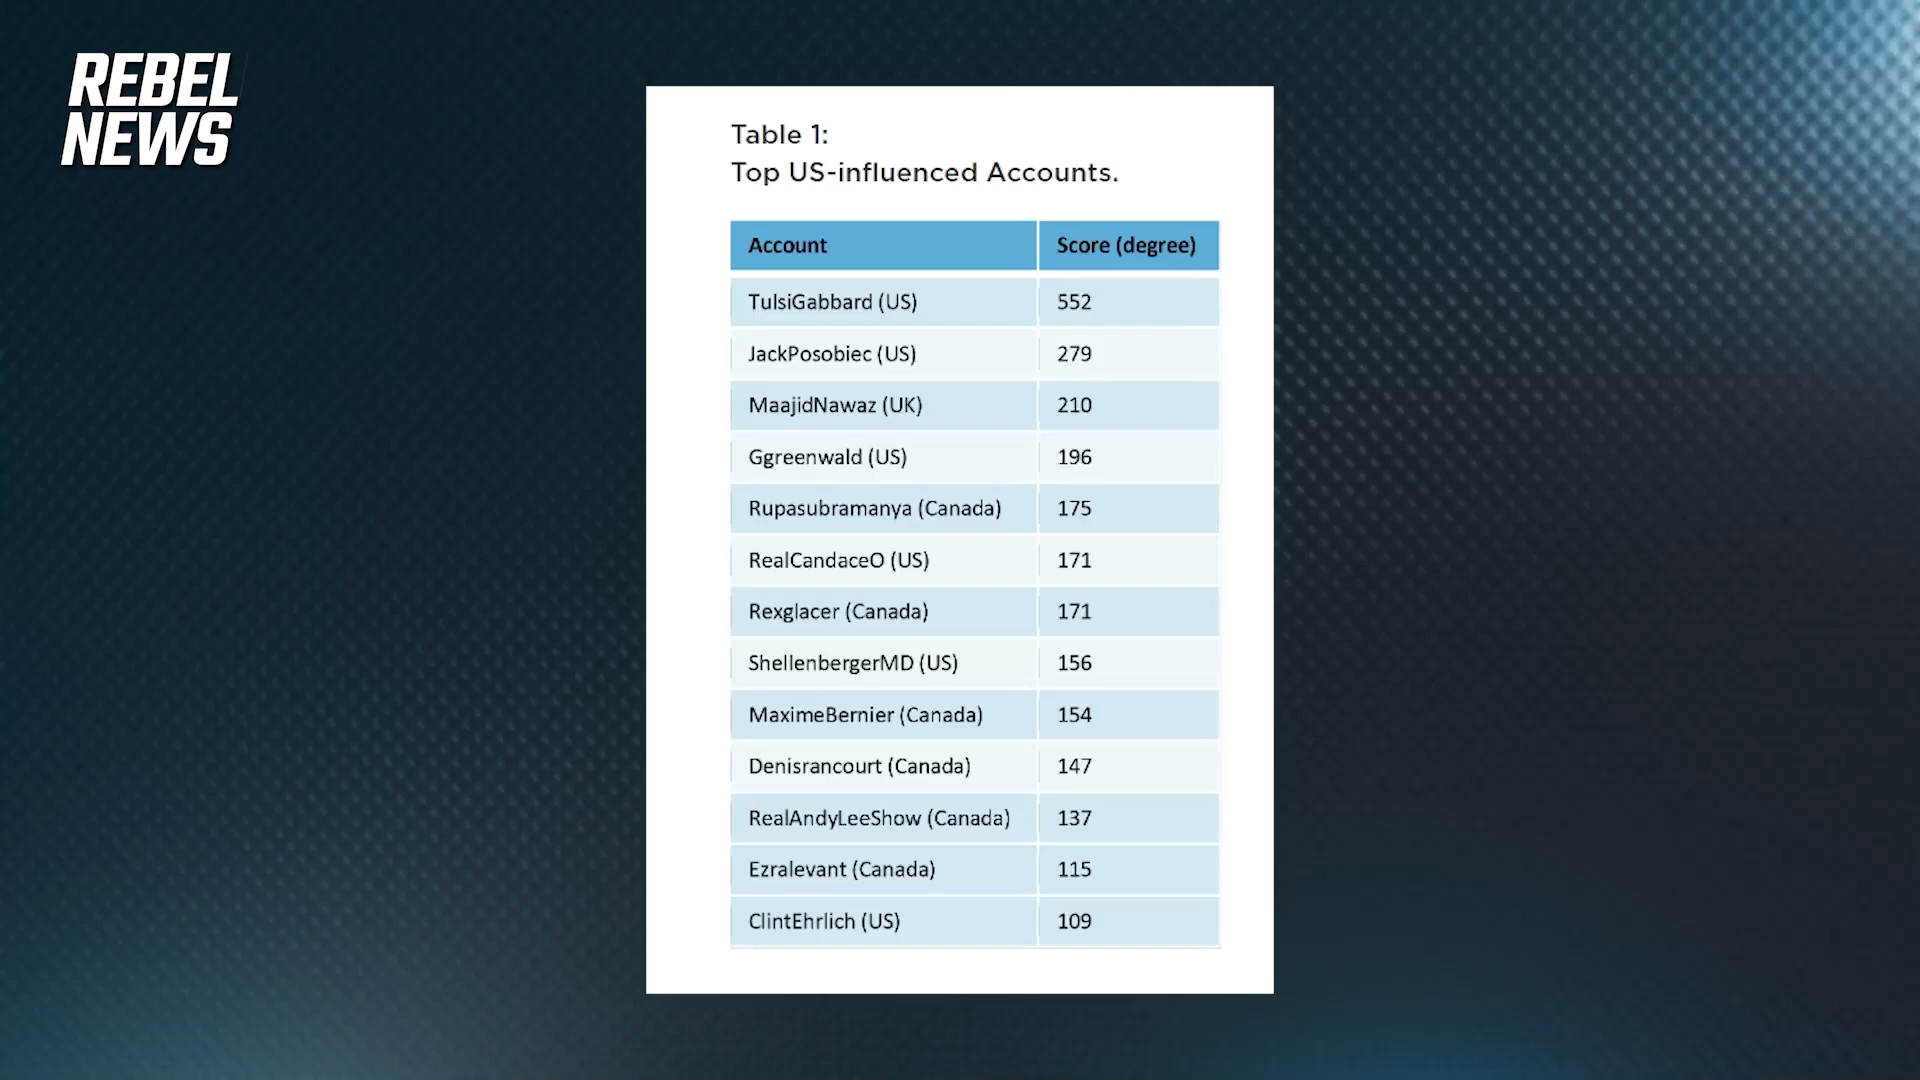 REBEL
NEWS
Table 1:
Top US-influenced Accounts.
Account Score (degree)
TulsiGabbard (US) 552
JackPosobiec (US) 279
MaajidNawaz (UK) 210
Ggreenwald (US) 196
Rupasubramanya (Canada) 175
RealCandaceO (US) 171
Rexglacer (Canada) 171
ShellenbergerMD (US) 156
MaximeBernier (Canada) 154
Denisrancourt (Canada) 147
RealAndyLeeShow (Canada) 137
Ezralevant (Canada) 115
ClintEhrlich (US) 109